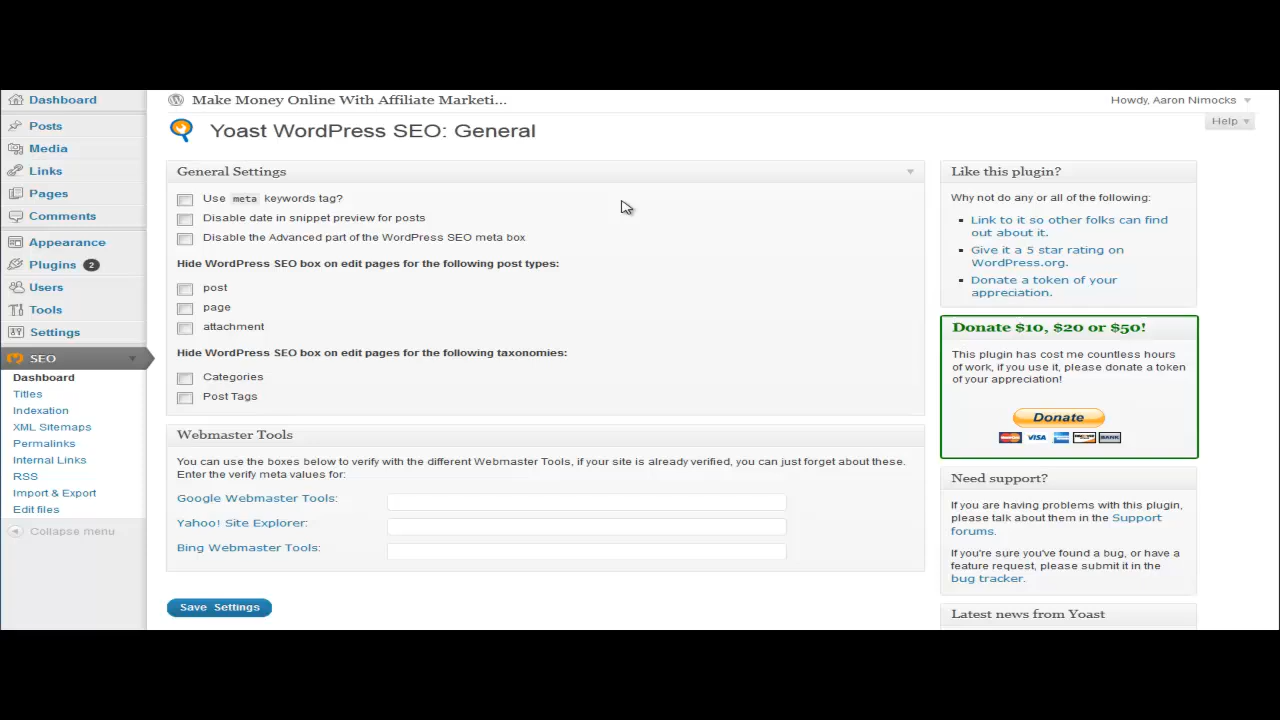 Dashboard
Posts
Media
Links
Pages
Comments
Appearance
Plugins 2
Users
Tools
Settings
SEO
Dashboard
Titles
Indexation
XML Sitemaps
Permalinks
Internal Links
RSS
Import & Export
Edit files
Collapse menu
Make Money Online With Affiliate Marketi...
Howdy, Aaron Nimocks
Help
Yoast WordPress SEO: General
General Settings
Use meta keywords tag?
Disable date in snippet preview for posts
Disable the Advanced part of the WordPress SEO meta box
Hide WordPress SEO box on edit pages for the following post types:
post
page
attachment
Hide WordPress SEO box on edit pages for the following taxonomies:
Categories
Post Tags
Webmaster Tools
You can use the boxes below to verify with the different Webmaster Tools, if your site is already verified, you can just forget about these.
Enter the verify meta values for:
Google Webmaster Tools:
Yahoo! Site Explorer:
Bing Webmaster Tools:
Save Settings
Like this plugin?
Why not do any or all of the following:
Link to it so other folks can find
out about it.
Give it a 5 star rating on
WordPress.org.
Donate a token of your
appreciation.
Donate $10, $20 or $50!
This plugin has cost me countless hours
of work, if you use it, please donate a token
of your appreciation!
Donate
VISA
BANK
Need support?
If you are having problems with this plugin,
please talk about them in the Support
forums.
If you're sure you've found a bug, or have a
feature request, please submit it in the
bug tracker.
Latest news from Yoast